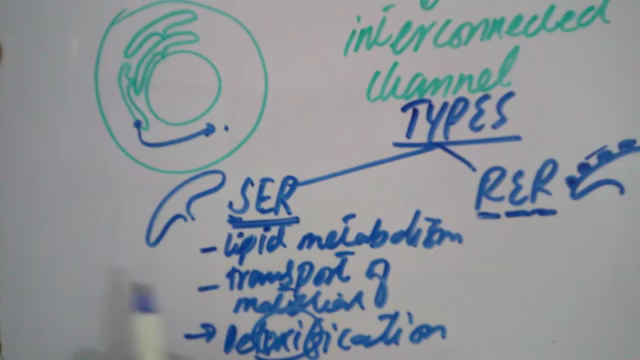 interconnected
channel
TYPES
SER
RER
- lipid metabolism
- transport of
material
→ Detoxification